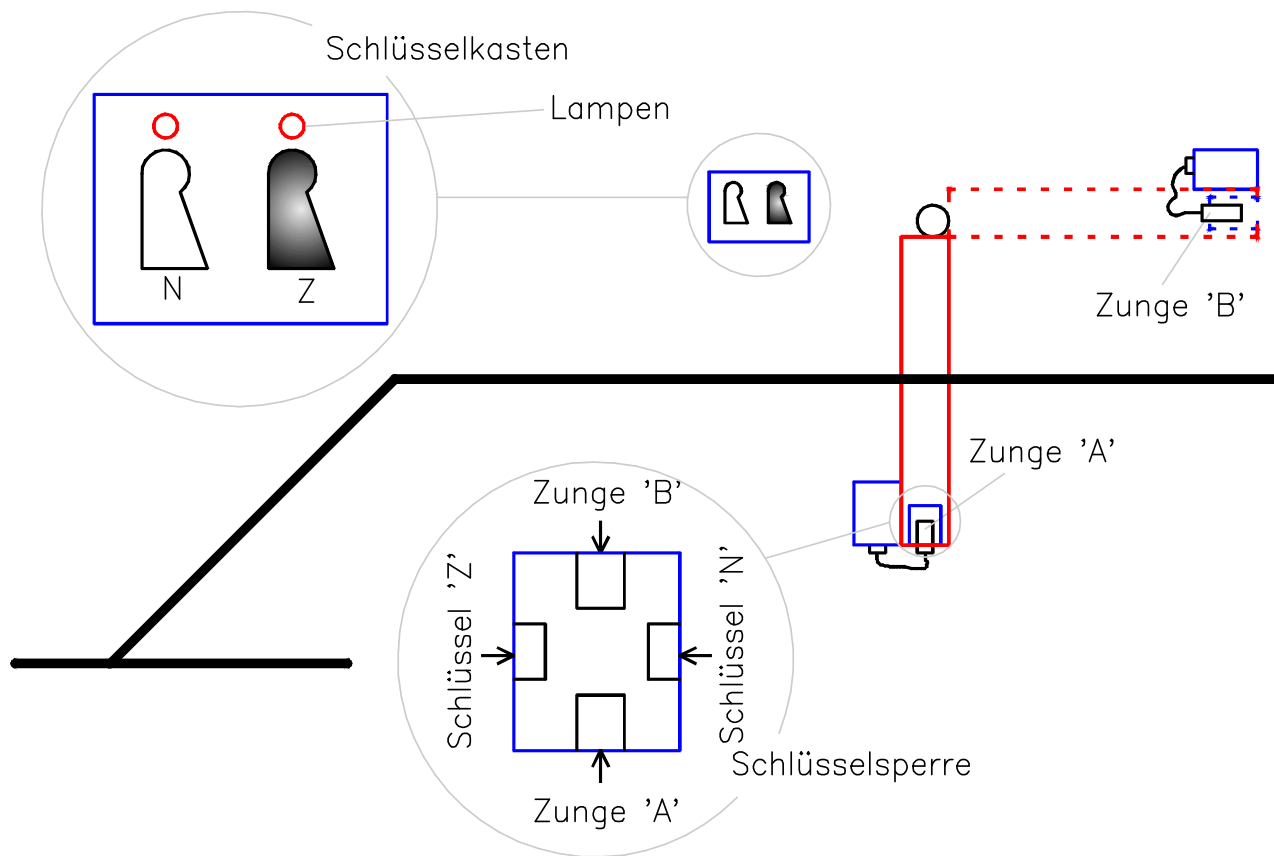 Schlüsselkasten
Lampen
N
Z
Zunge 'B'
Zunge 'A'
Zunge 'B'
Schlüssel 'Z'
Schlüssel 'N'
Schlüsselsperre
Zunge 'A'